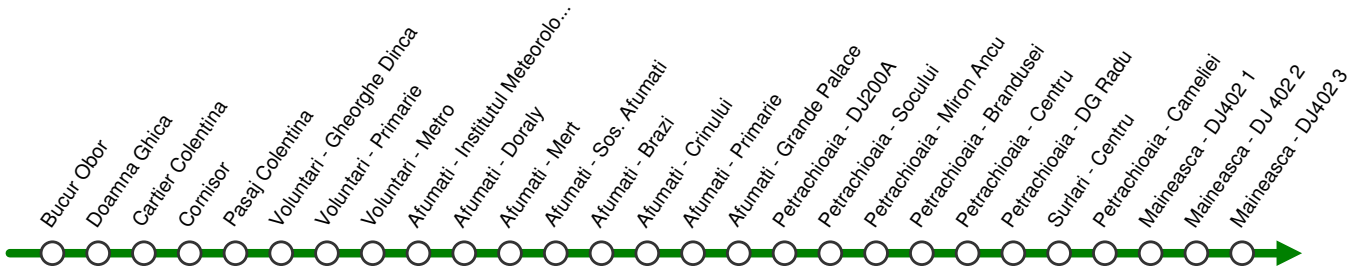 Bucur Obor
Doamna Ghica
Cartier Colentina
Cornisor
Pasaj Colentina
Voluntari - Gheorghe Dinca
Voluntari - Primarie
Voluntari - Metro
Afumati - Institutul Meteorolo...
Afumati - Doraly
Afumati - Mert
Afumati - Sos. Afumati
Afumati - Brazi
Afumati - Crinului
Afumati - Primarie
Afumati - Grande Palace
Petrachioaia - DJ200A
Petrachioaia - Socului
Petrachioaia - Miron Ancu
Petrachioaia - Brandusei
Petrachioaia - Centru
Petrachioaia - DG Radu
Surlari - Centru
Petrachioaia - Cameliei
Maineasca - DJ402 1
Maineasca - DJ 402 2
Maineasca - DJ402 3